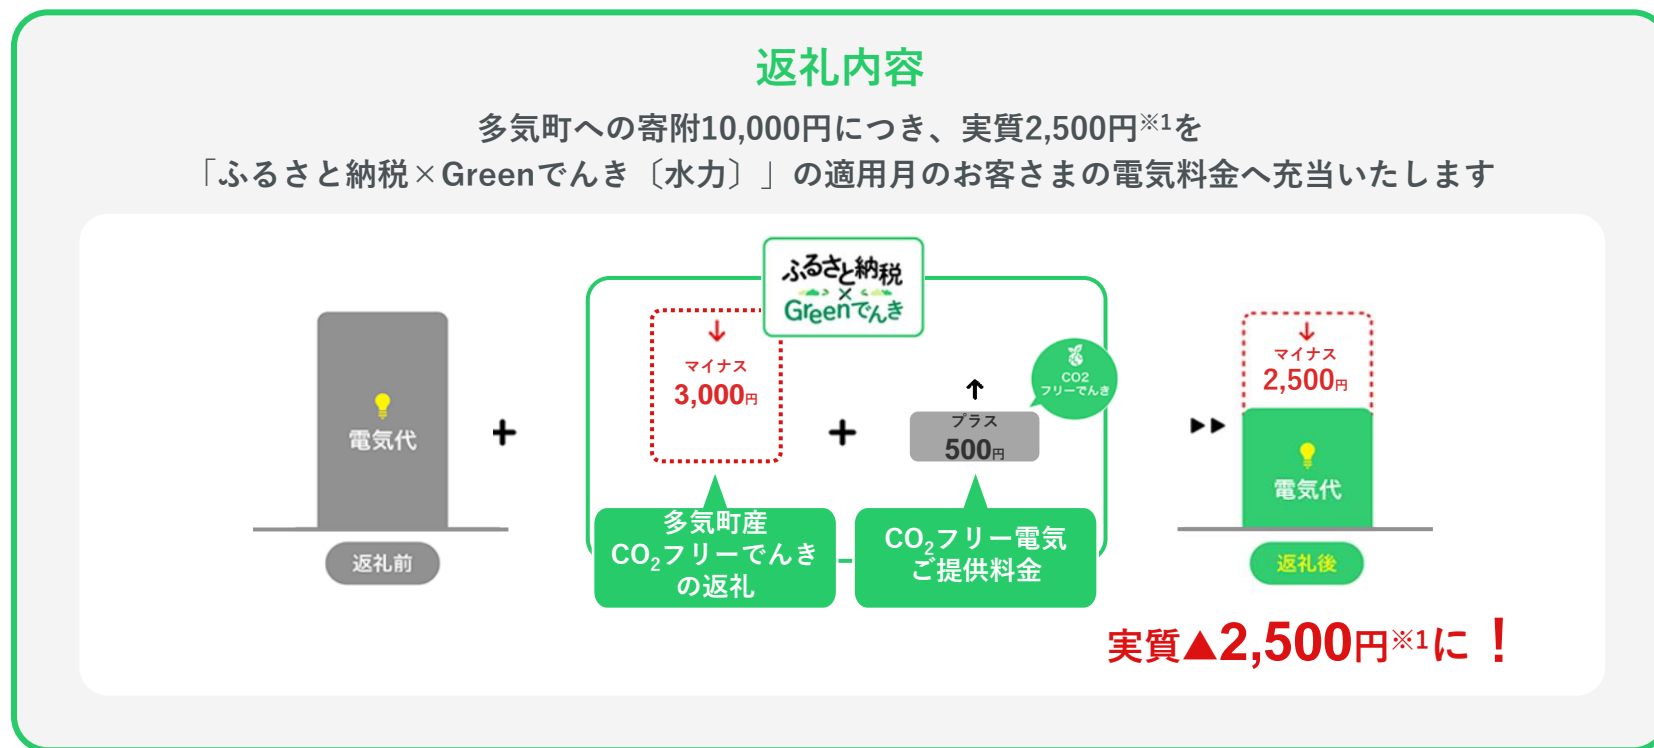 返礼内容
多気町への寄附10,000円につき、実質2,500円※1を
「ふるさと納税×Greenでんき〔水力〕」の適用月のお客さまの電気料金へ充当いたします
ふるさと納税
×
Greenでんき
電気代
返礼前
+
マイナス
3,000円
多気町産
CO2フリーでんき
の返礼
+
CO2
フリーでんき
プラス
500円
CO2フリー電気
ご提供料金
マイナス
2,500円
電気代
返礼後
実質▲2,500円※1に！